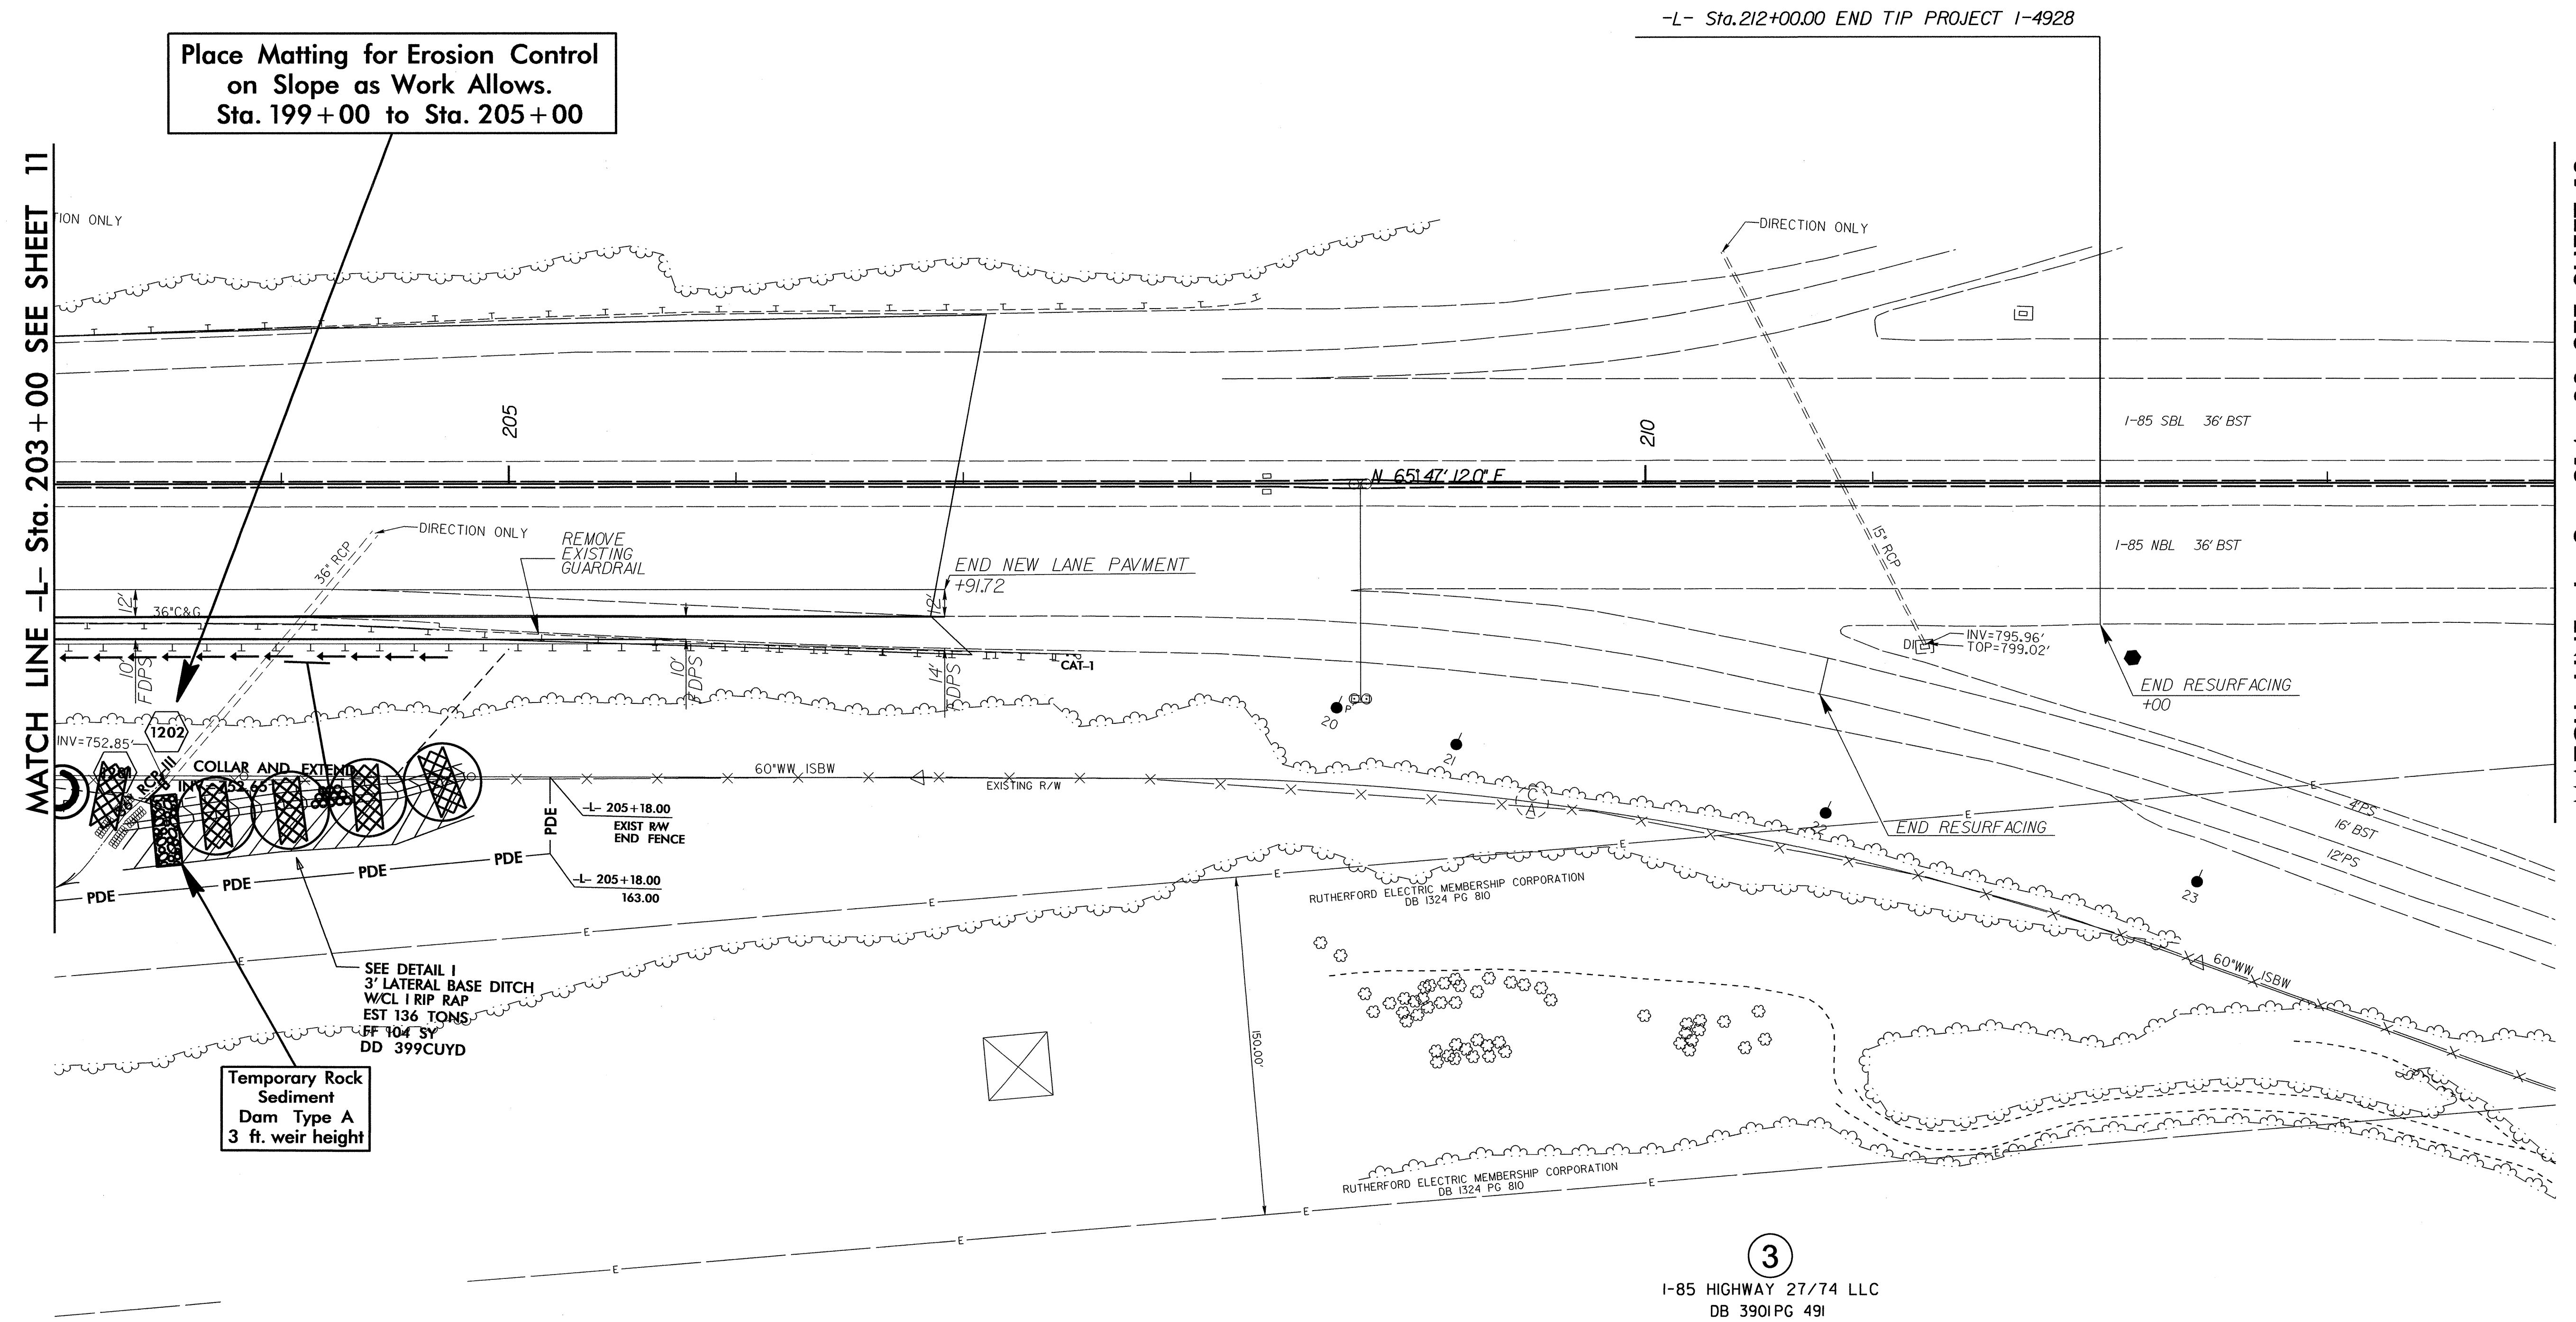 -L- Sta.212+00.00 END TIP PROJECT I-4928
Place Matting for Erosion Control
on Slope as Work Allows.
Sta. 199+00 to Sta. 205+00
MATCH LINE -L- Sta. 203+00 SEE SHEET 11
TION ONLY
DIRECTION ONLY
205
210
I-85 SBL 36' BST
N 65°47' 12.0" E
DIRECTION ONLY
36" RCP
REMOVE
EXISTING
GUARDRAIL
END NEW LANE PAVMENT
+91.72
15" RCP
I-85 NBL 36' BST
12'
36"C&G
12'
10'
FDPS
10'
FDPS
14'
FDPS
CAT-1
DI
INV=795.96'
TOP=799.02'
END RESURFACING
+00
20
P
21
22
23
1202
INV=752.85'
COLLAR AND EXTEND
RCP III
60"WW ISBW
EXISTING R/W
C
A
PDE
-L- 205+18.00
EXIST R/W
END FENCE
-L- 205+18.00
163.00
PDE
PDE
PDE
PDE
END RESURFACING
4'PS
16' BST
12'PS
E
E
E
E
E
E
E
RUTHERFORD ELECTRIC MEMBERSHIP CORPORATION
DB 1324 PG 810
60"WW ISBW
SEE DETAIL 1
3' LATERAL BASE DITCH
W/CL I RIP RAP
EST 136 TONS
FF 104 SY
DD 399CUYD
150.00'
Temporary Rock
Sediment
Dam Type A
3 ft. weir height
RUTHERFORD ELECTRIC MEMBERSHIP CORPORATION
DB 1324 PG 810
E
E
E
E
E
3
I-85 HIGHWAY 27/74 LLC
DB 3901 PG 491